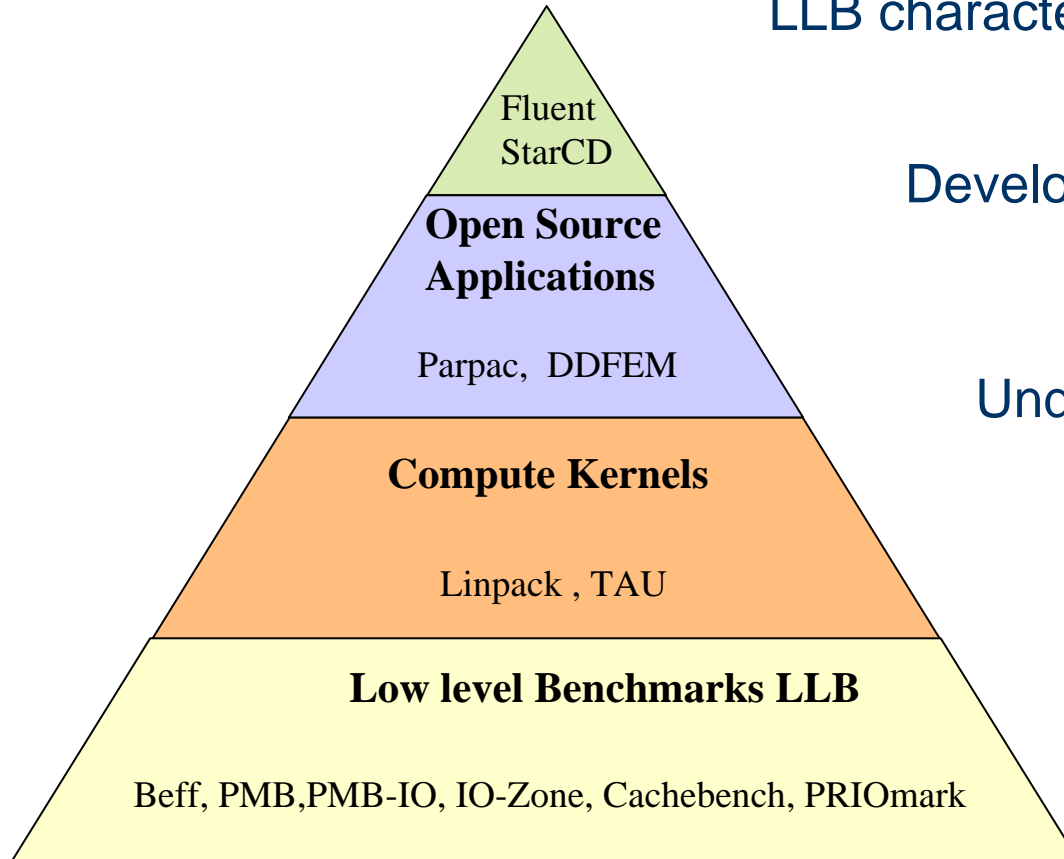 LLB
Fluent
StarCD
Open Source
Applications
Parpac, DDFEM
Compute Kernels
Linpack , TAU
Low level Benchmarks LLB
Beff, PMB,PMB-IO, IO-Zone, Cachebench, PRIOmark